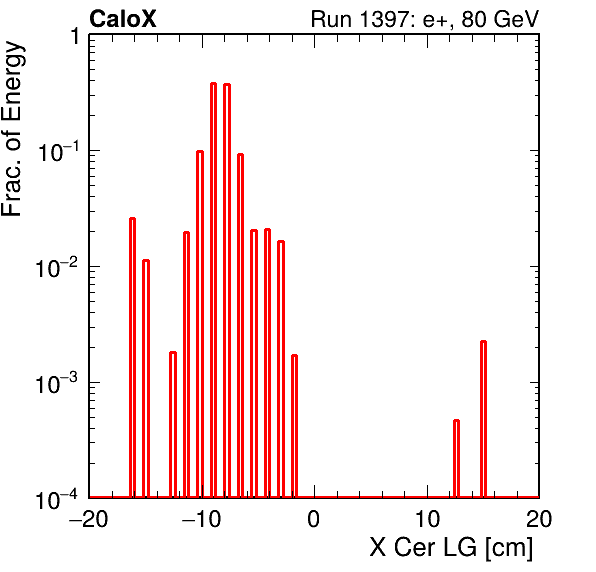 CaloX Run 1397: e+, 80 GeV
Frac. of Energy
1
10⁻¹
10⁻²
10⁻³
10⁻⁴
−20 −10 0 10 20
X Cer LG [cm]